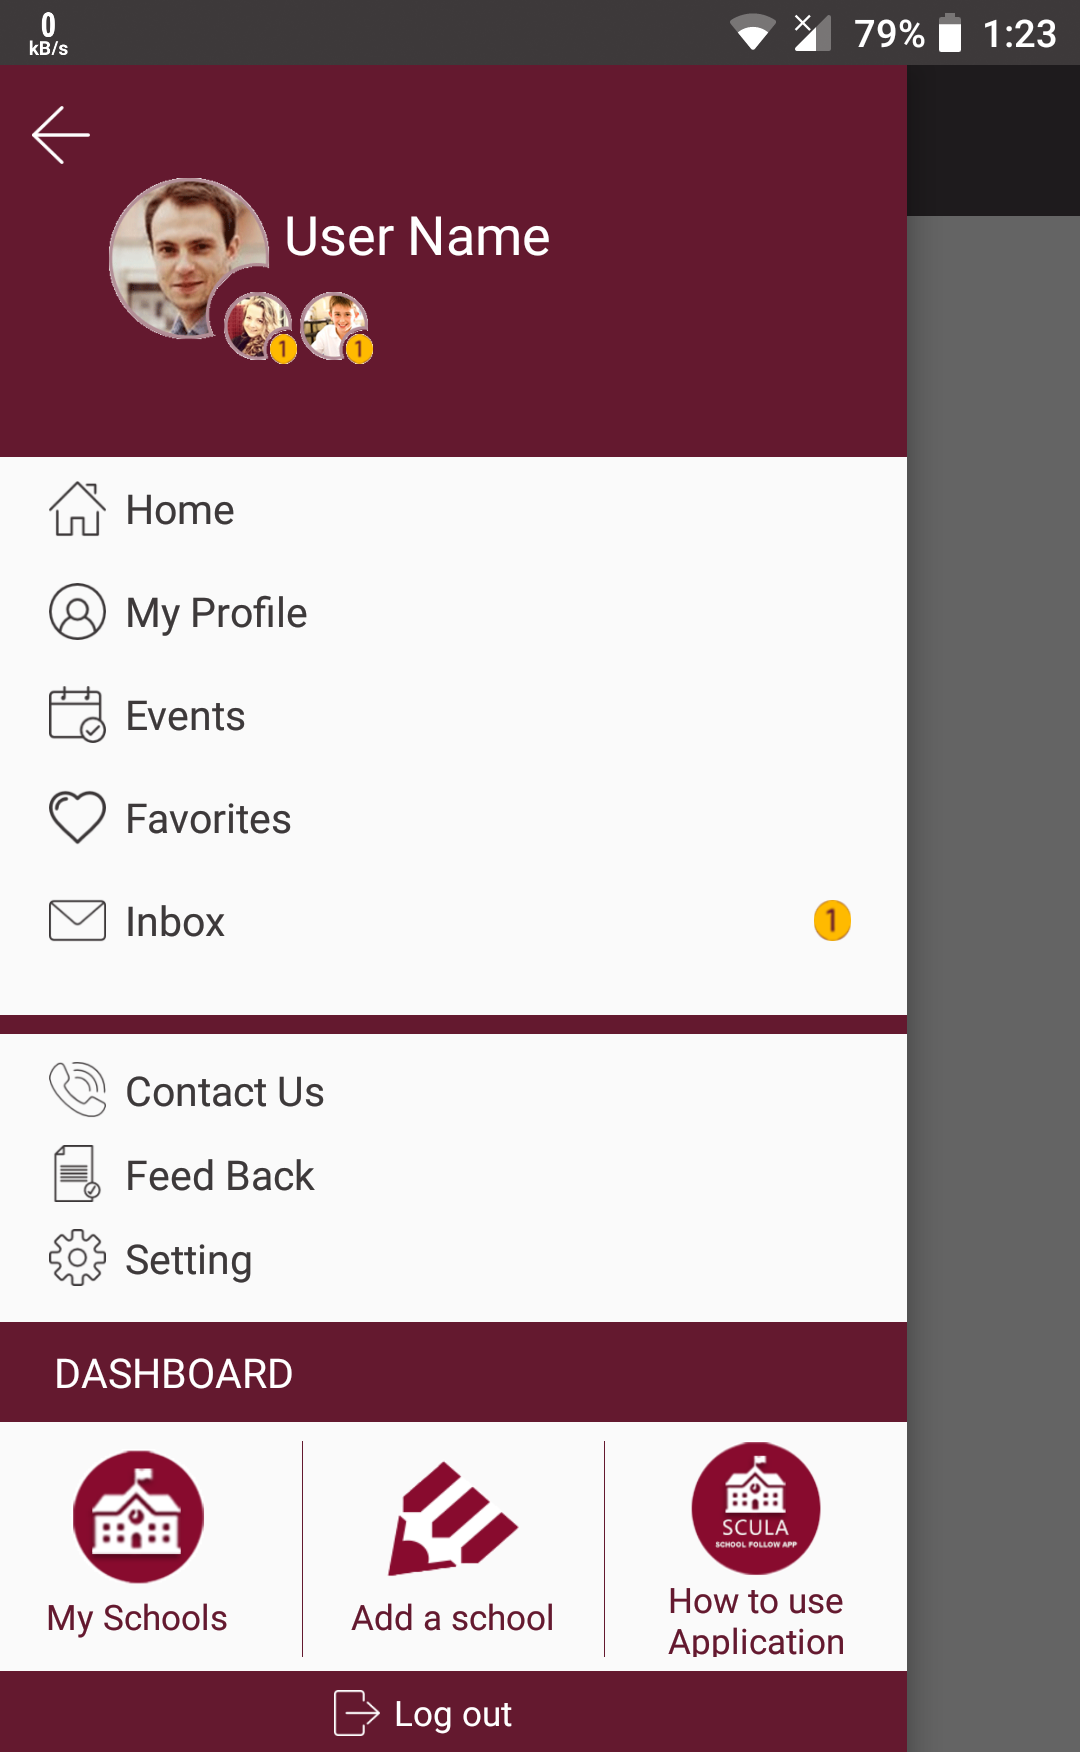 0
kB/s
79%
1:23
User Name
1
1
Home
My Profile
Events
Favorites
Inbox
1
Contact Us
Feed Back
Setting
DASHBOARD
SCULA
SCHOOL FOLLOW APP
My Schools
Add a school
How to use
Application
Log out